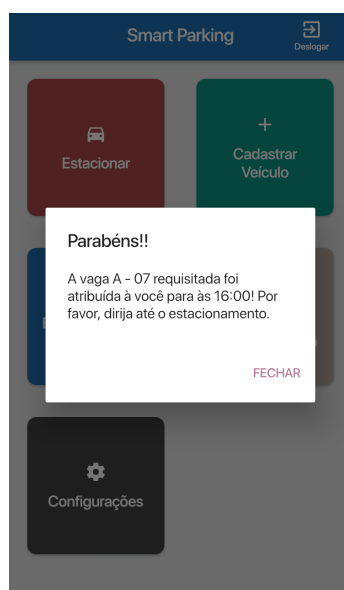 Smart Parking
Deslogar
Estacionar
Cadastrar
Veículo
Parabéns!!
A vaga A - 07 requisitada foi
atribuída à você para às 16:00! Por
favor, dirija até o estacionamento.
FECHAR
Configurações